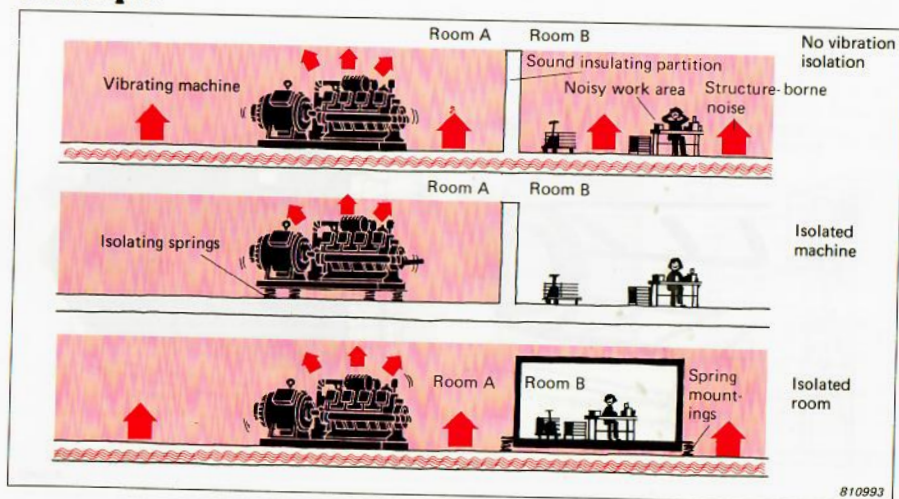 Room A
Room B
No vibration
isolation
Sound insulating partition
Vibrating machine
Noisy work area
Structure-borne
noise
Room A
Room B
Isolating springs
Isolated
machine
Room A
Room B
Spring
mount-
ings
Isolated
room
810993